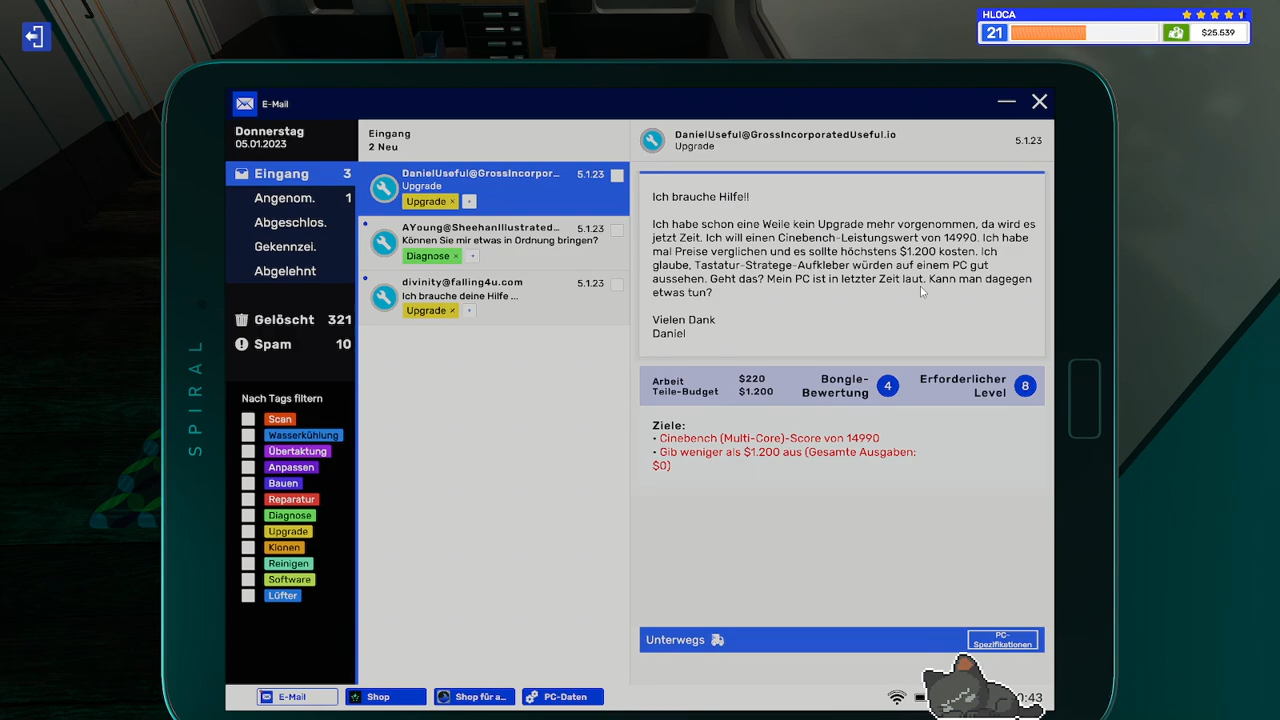 HLOCA
21
$25.539
E-Mail
Donnerstag
05.01.2023
Eingang 3
Angenom. 1
Abgeschlos.
Gekennzei.
Abgelehnt
Gelöscht 321
Spam 10
Nach Tags filtern
Scan
Wasserkühlung
Übertaktung
Anpassen
Bauen
Reparatur
Diagnose
Upgrade
Klonen
Reinigen
Software
Lüfter
Eingang
2 Neu
DanielUseful@GrossIncorpor... 5.1.23
Upgrade
Upgrade × +
AYoung@SheehanIllustrated... 5.1.23
Können Sie mir etwas in Ordnung bringen?
Diagnose × +
divinity@falling4u.com 5.1.23
Ich brauche deine Hilfe ...
Upgrade × +
DanielUseful@GrossIncorporatedUseful.io
Upgrade
5.1.23
Ich brauche Hilfe!!
Ich habe schon eine Weile kein Upgrade mehr vorgenommen, da wird es
jetzt Zeit. Ich will einen Cinebench-Leistungswert von 14990. Ich habe
mal Preise verglichen und es sollte höchstens $1.200 kosten. Ich
glaube, Tastatur-Stratege-Aufkleber würden auf einem PC gut
aussehen. Geht das? Mein PC ist in letzter Zeit laut. Kann man dagegen
etwas tun?
Vielen Dank
Daniel
Arbeit $220
Teile-Budget $1.200
Bongle-
Bewertung 4
Erforderlicher
Level 8
Ziele:
• Cinebench (Multi-Core)-Score von 14990
• Gib weniger als $1.200 aus (Gesamte Ausgaben:
$0)
Unterwegs
PC-
Spezifikationen
E-Mail
Shop
Shop für a...
PC-Daten
0:43
SPIRAL